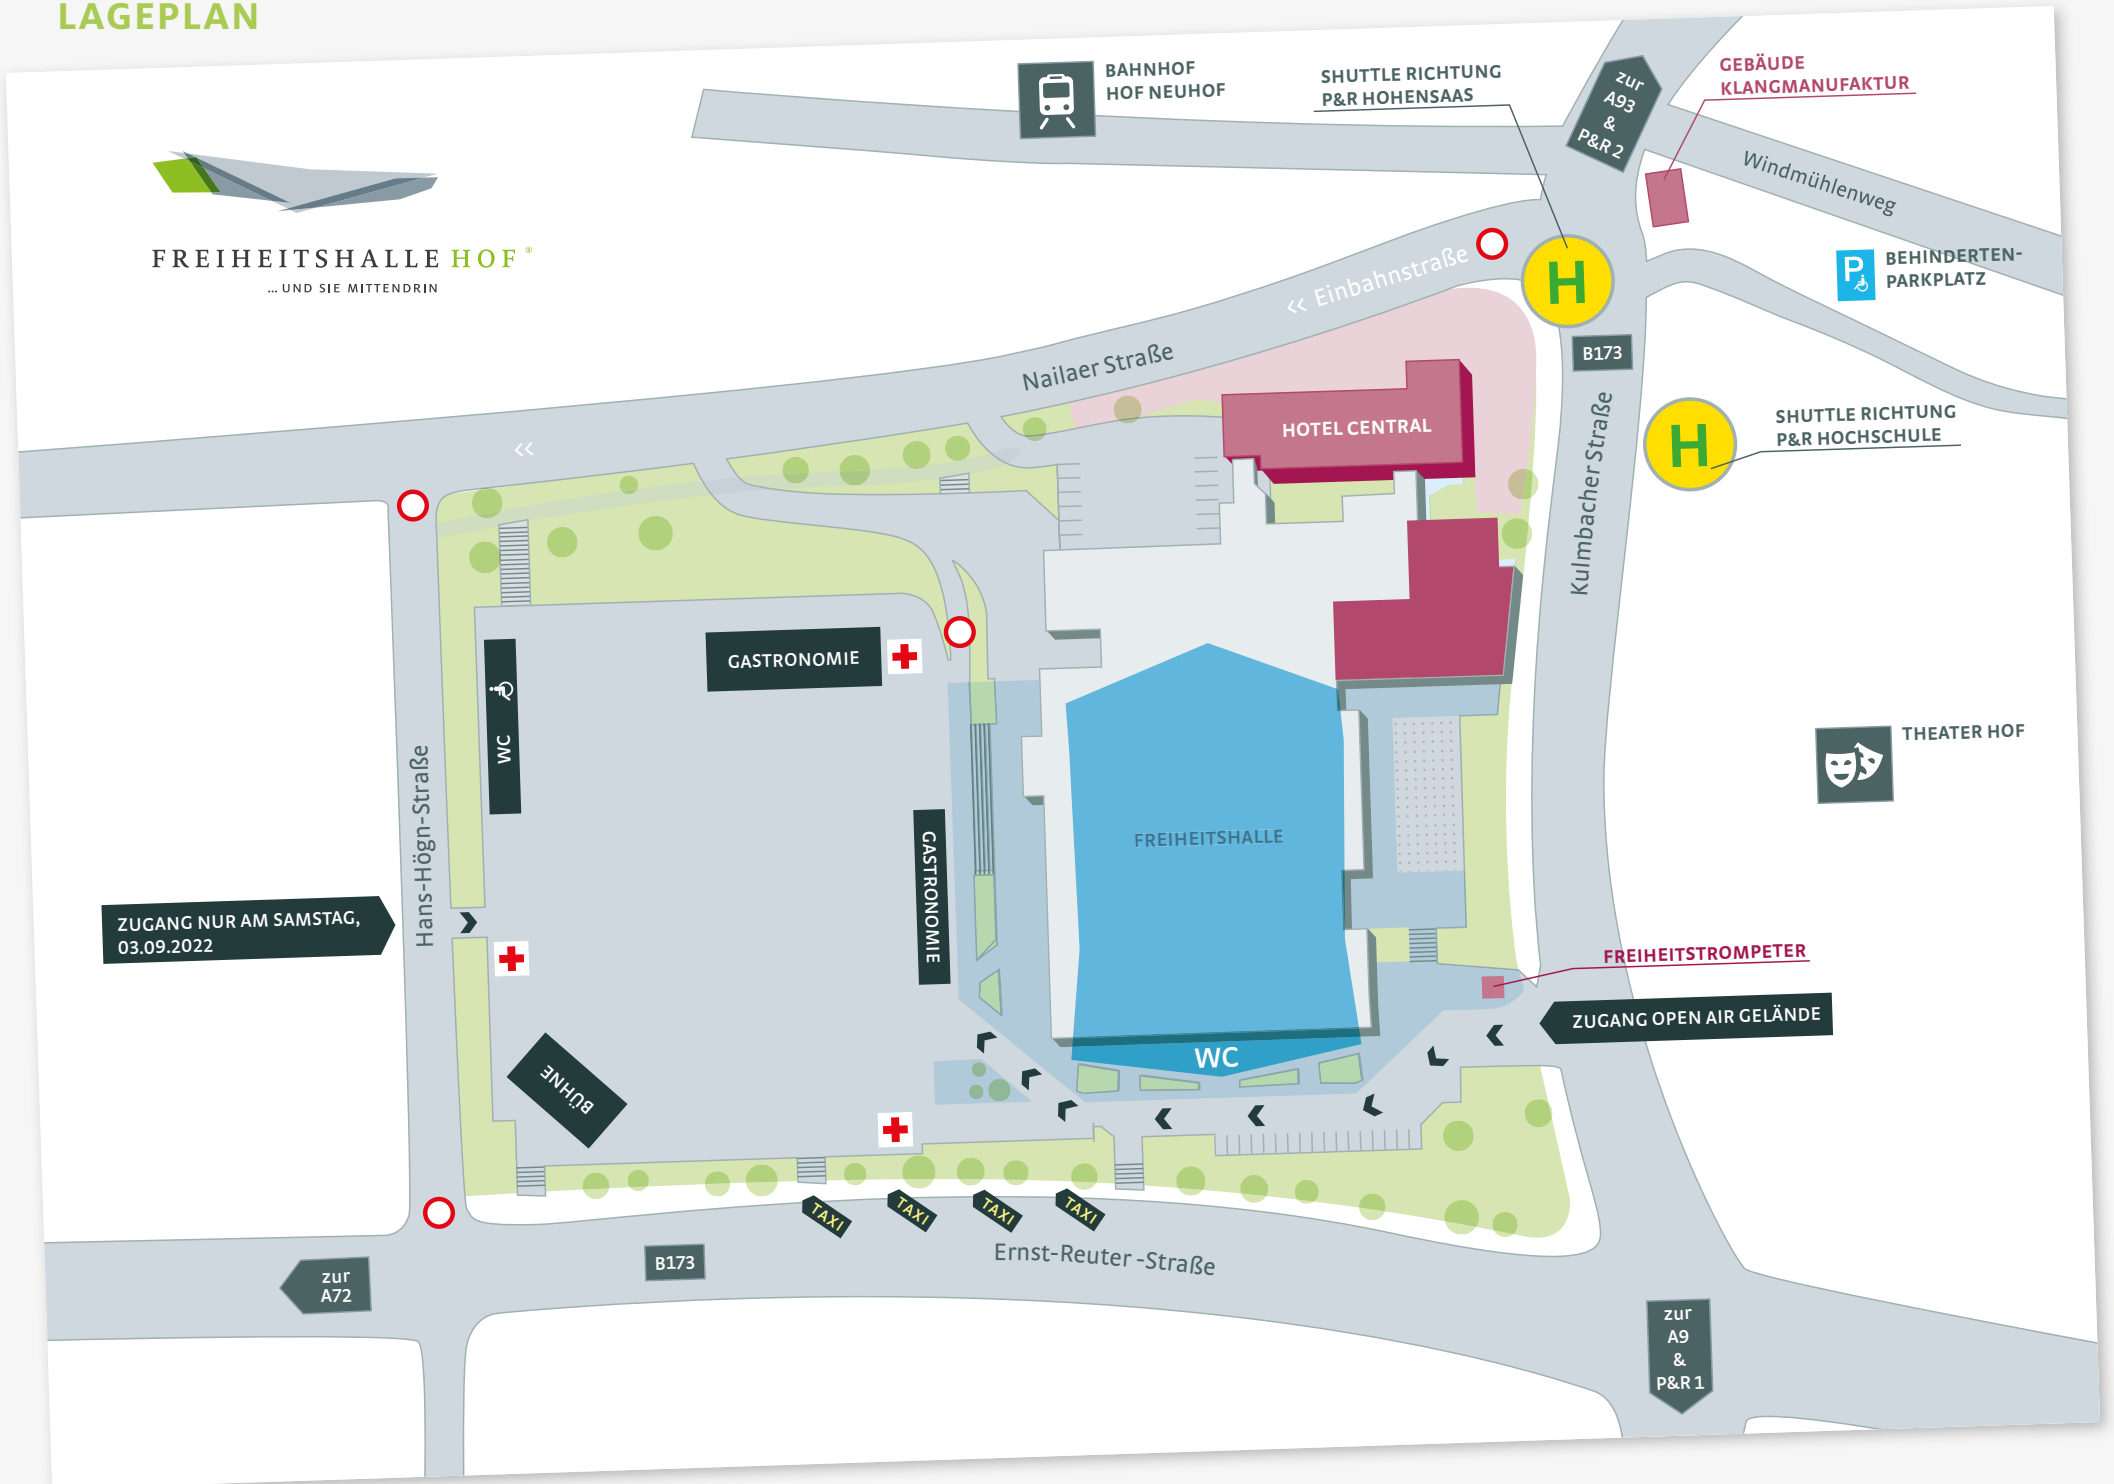 LAGEPLAN
BAHNHOF
HOF NEUHOF
SHUTTLE RICHTUNG
P&R HOHENSAAS
zur
A93
&
P&R 2
GEBÄUDE
KLANGMANUFAKTUR
Windmühlenweg
FREIHEITSHALLE HOF®
... UND SIE MITTENDRIN
<< Einbahnstraße
H
BEHINDERTEN-
PARKPLATZ
P
B173
Nailaer Straße
<<
HOTEL CENTRAL
Kulmbacher Straße
H
SHUTTLE RICHTUNG
P&R HOCHSCHULE
GASTRONOMIE
WC
THEATER HOF
Hans-Högn-Straße
GASTRONOMIE
FREIHEITSHALLE
ZUGANG NUR AM SAMSTAG,
03.09.2022
FREIHEITSTROMPETER
ZUGANG OPEN AIR GELÄNDE
WC
BÜHNE
TAXI
TAXI
TAXI
TAXI
Ernst-Reuter -Straße
B173
zur
A72
zur
A9
&
P&R 1